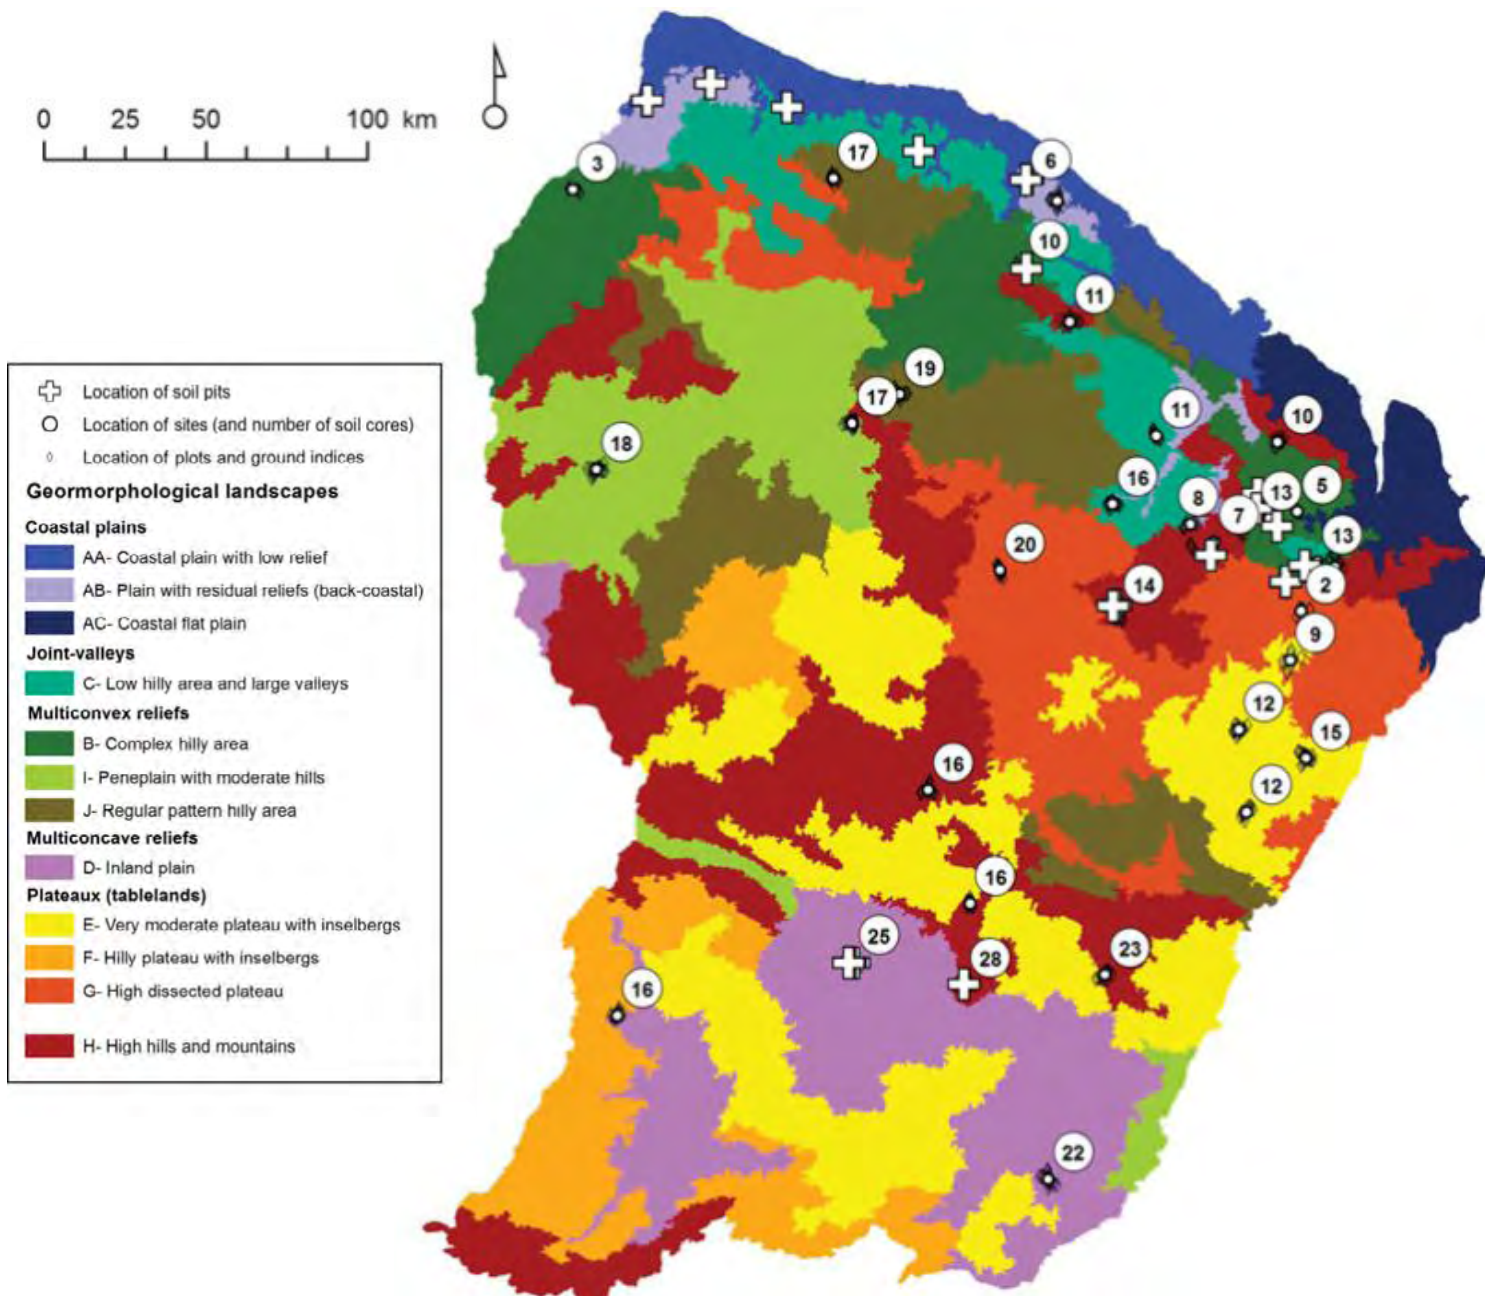 0 25 50 100 km
Location of soil pits
Location of sites (and number of soil cores)
Location of plots and ground indices
Geormorphological landscapes
Coastal plains
AA- Coastal plain with low relief
AB- Plain with residual reliefs (back-coastal)
AC- Coastal flat plain
Joint-valleys
C- Low hilly area and large valleys
Multiconvex reliefs
B- Complex hilly area
I- Peneplain with moderate hills
J- Regular pattern hilly area
Multiconcave reliefs
D- Inland plain
Plateaux (tablelands)
E- Very moderate plateau with inselbergs
F- Hilly plateau with inselbergs
G- High dissected plateau
H- High hills and mountains
3
17
6
10
11
19
17
11
10
18
16
8
13
5
7
13
20
14
2
9
12
15
16
12
16
25
28
23
16
22